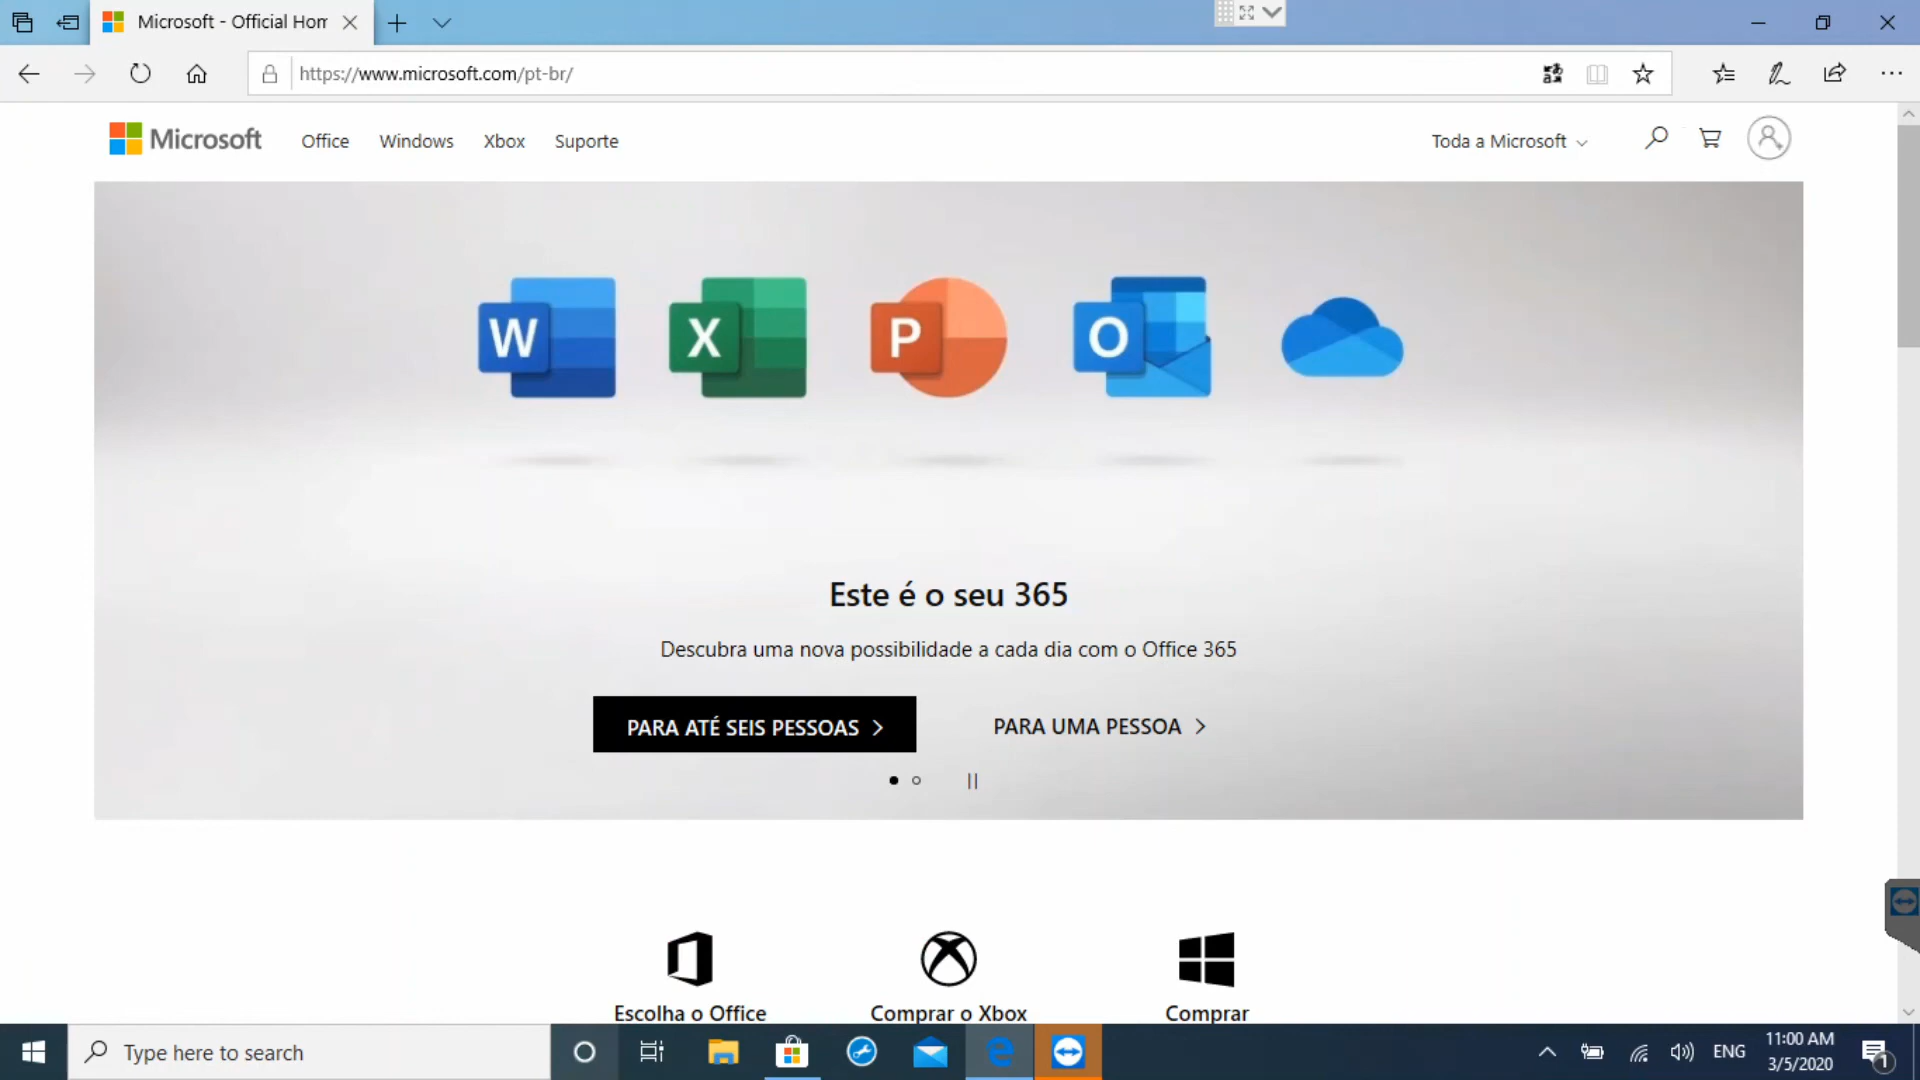 Microsoft - Official Hom
https://www.microsoft.com/pt-br/
Microsoft
Office
Windows
Xbox
Suporte
Toda a Microsoft
W
X
P
O
Este é o seu 365
Descubra uma nova possibilidade a cada dia com o Office 365
PARA ATÉ SEIS PESSOAS
PARA UMA PESSOA
Escolha o Office
Comprar o Xbox
Comprar
Type here to search
ENG
11:00 AM
3/5/2020
1